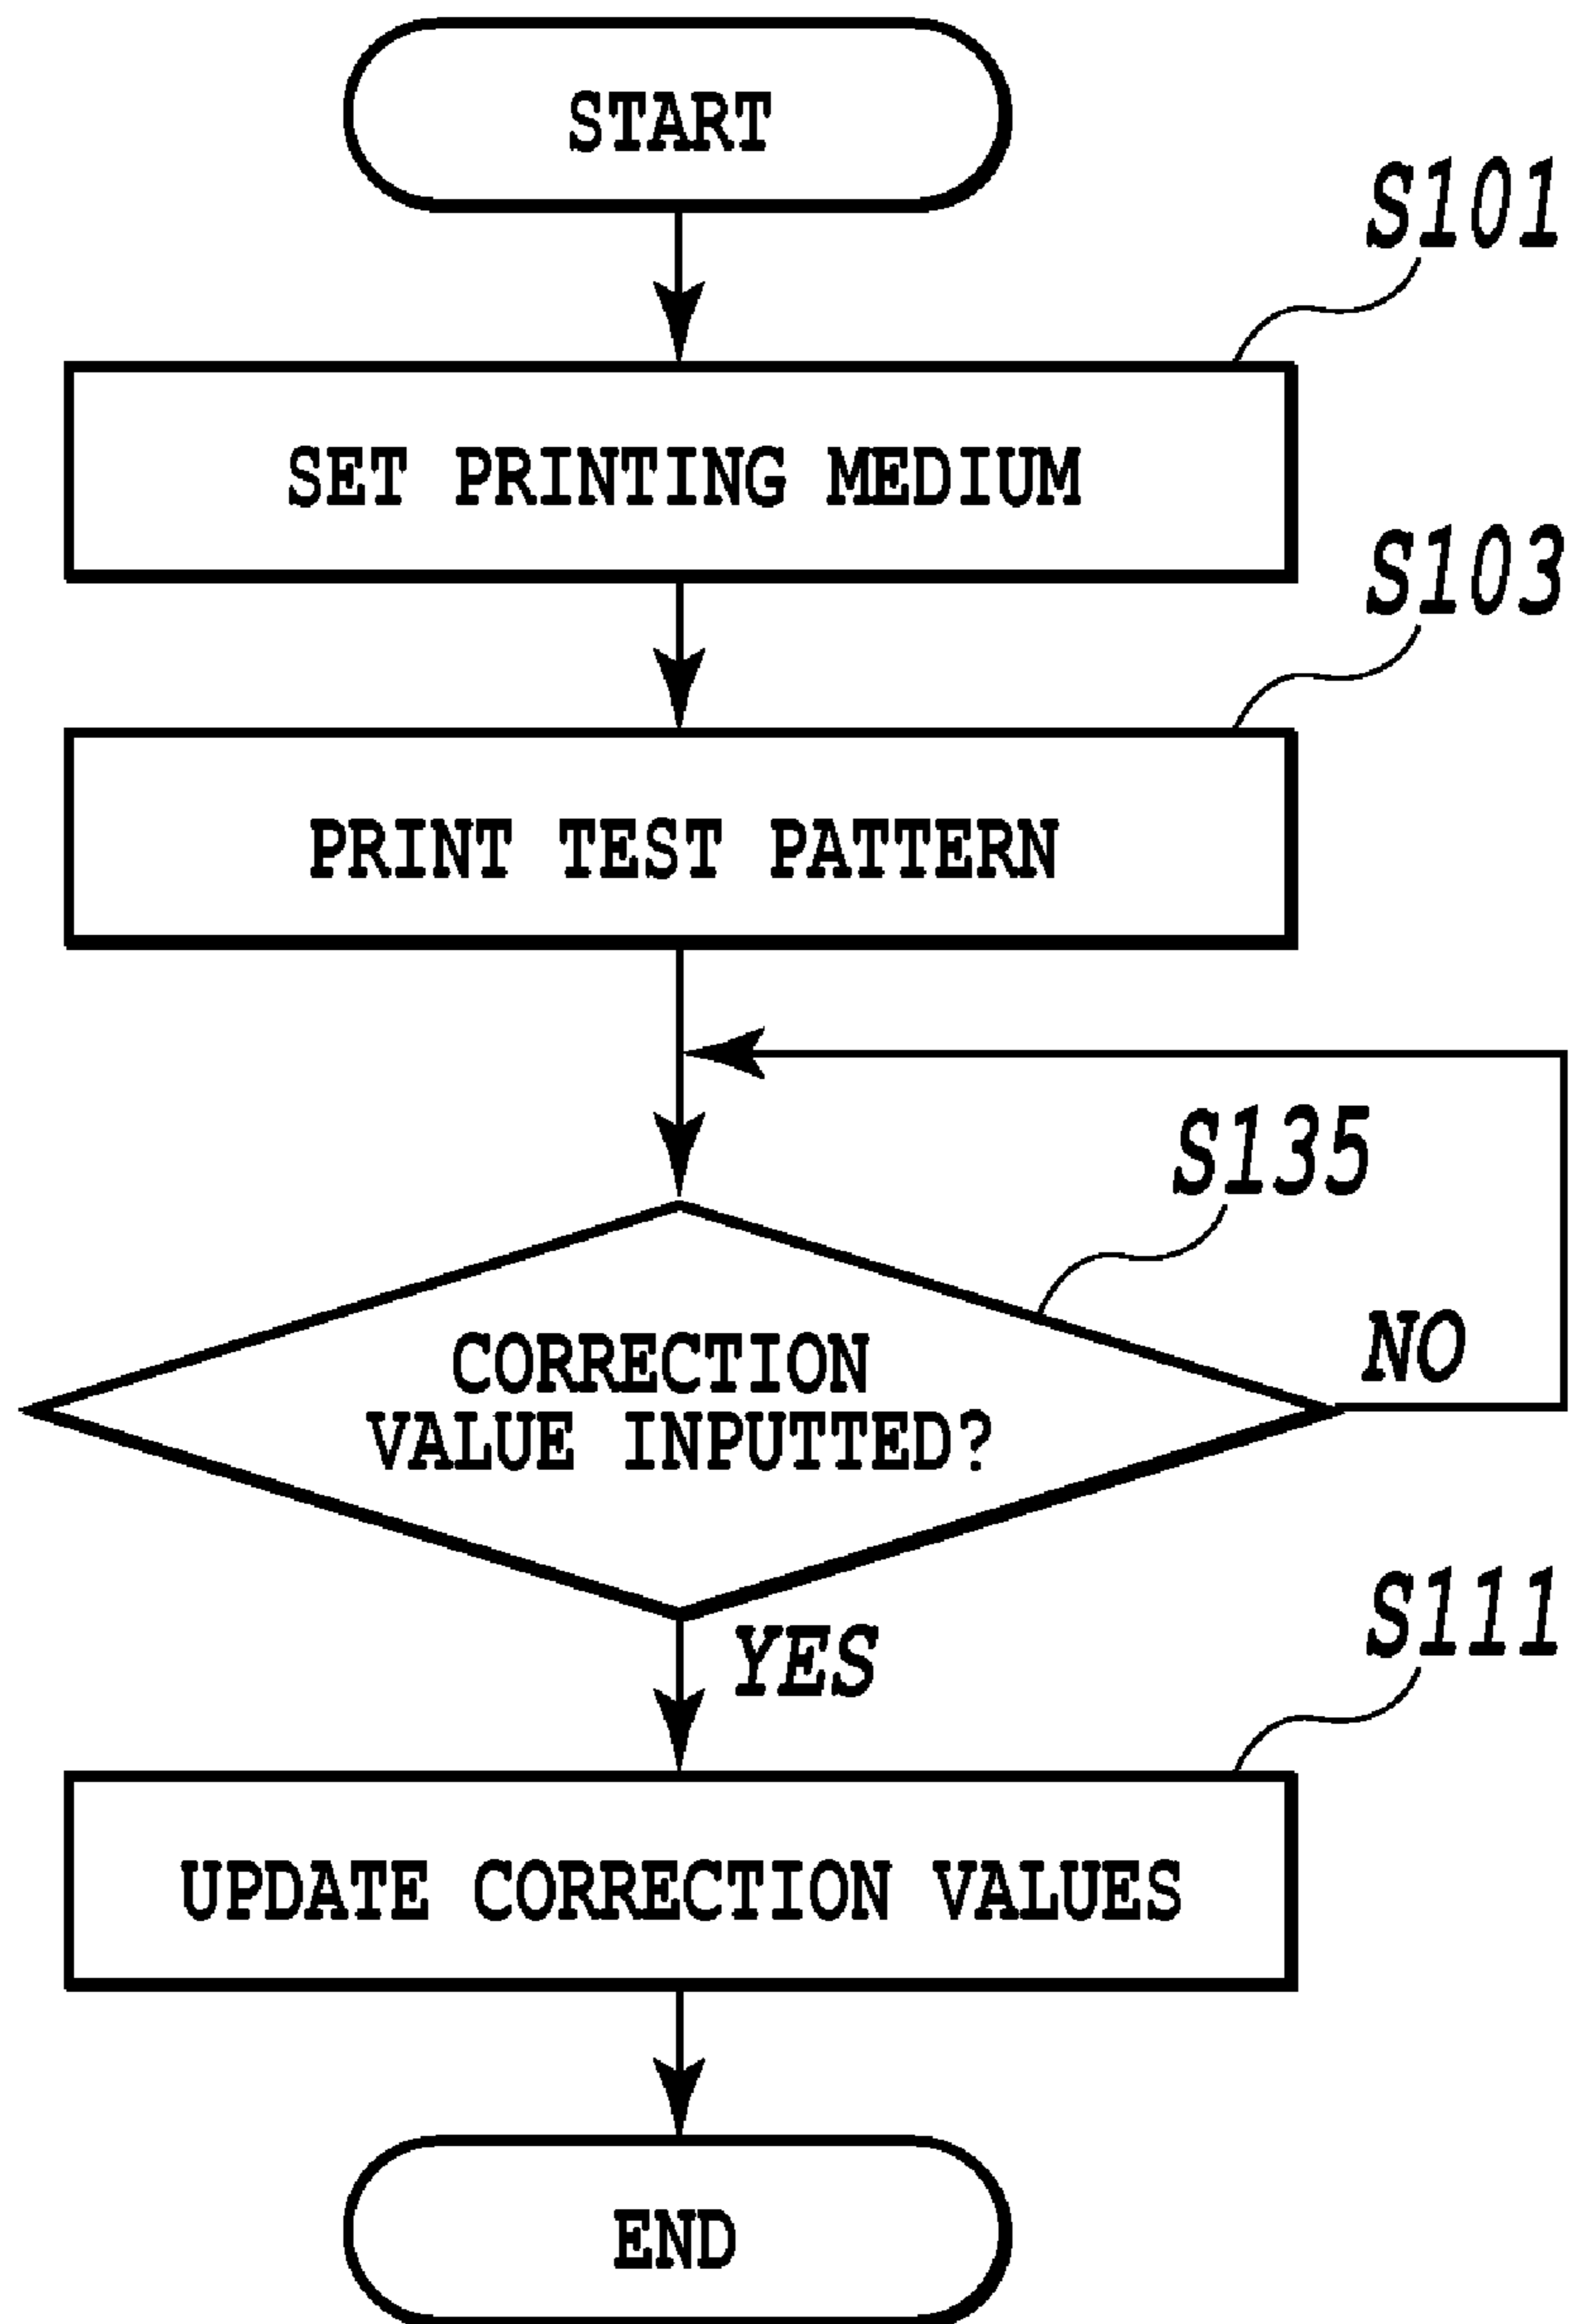 START
S101
SET PRINTING MEDIUM
S103
PRINT TEST PATTERN
S135
CORRECTION
VALUE INPUTTED?
NO
YES
S111
UPDATE CORRECTION VALUES
END